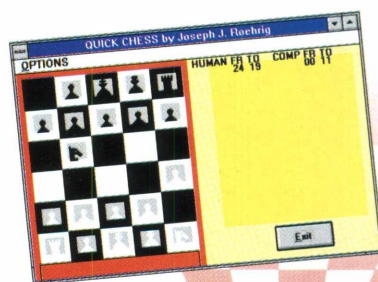 QUICK CHESS by Joseph J. Roehrig
OPTIONS
HUMAN FR TO COMP FR TO
24 19 00 11
Exit